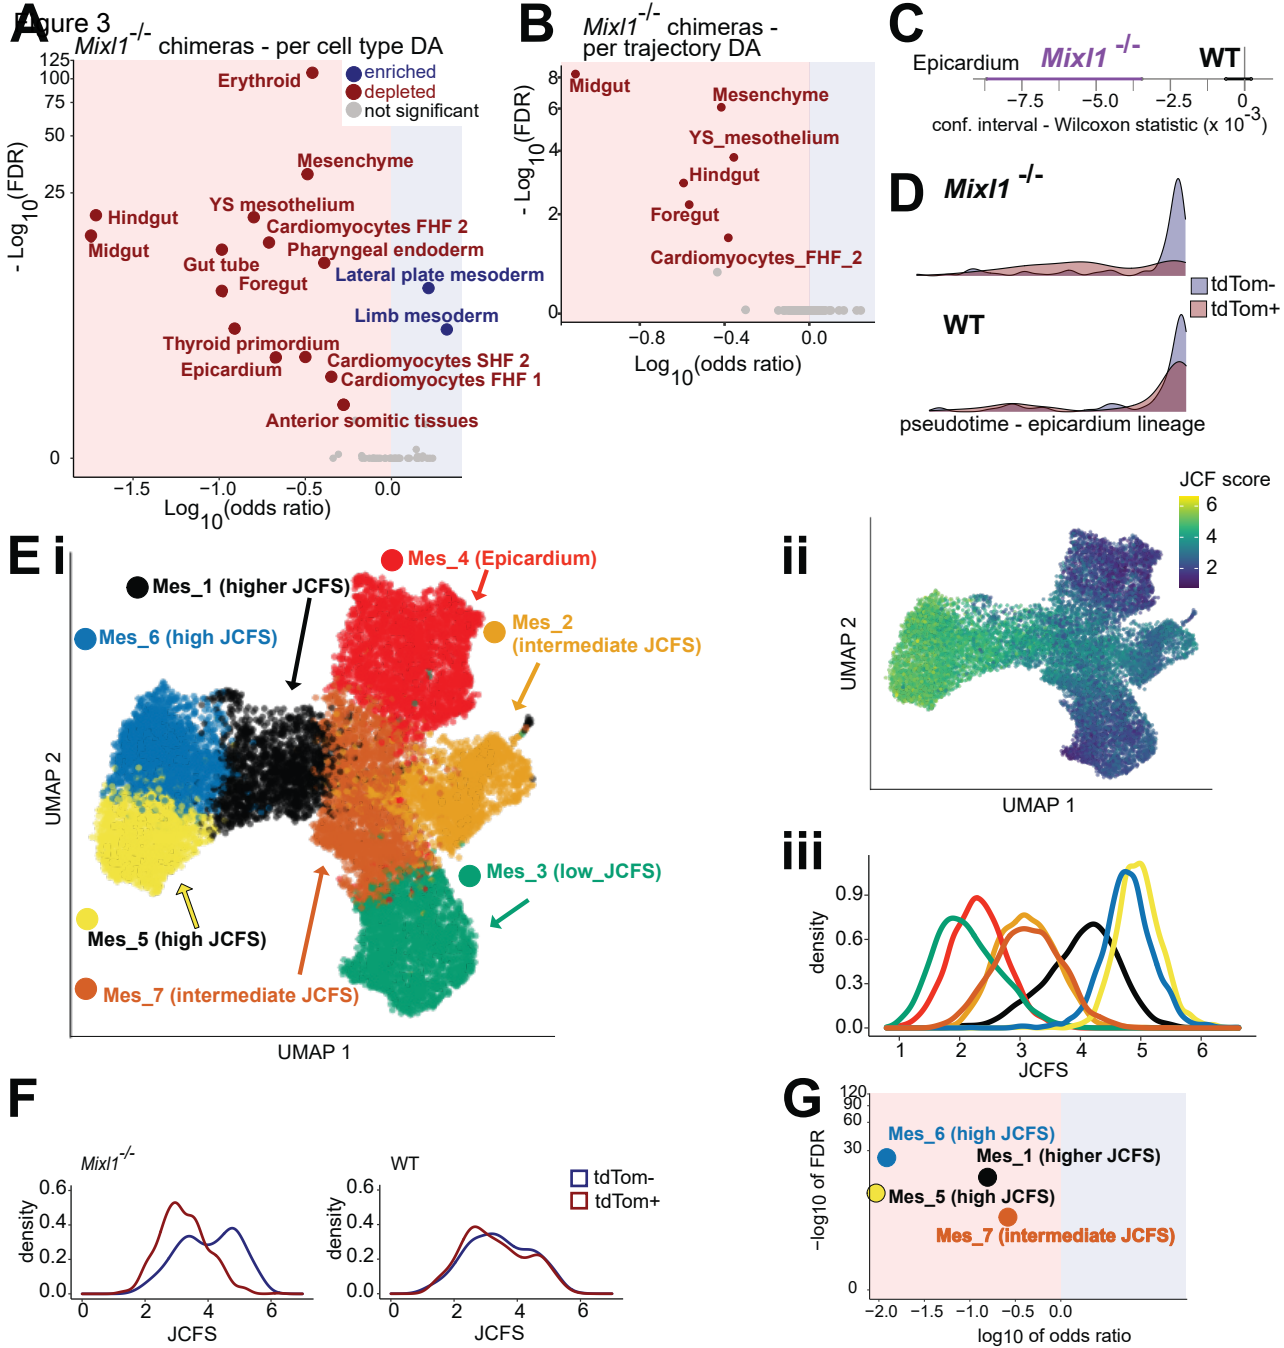 Figure 3
A
Mixl1-/- chimeras - per cell type DA
125
100
75
50
25
0
- Log10(FDR)
Erythroid
enriched
depleted
not significant
Mesenchyme
Hindgut
YS mesothelium
Midgut
Cardiomyocytes FHF 2
Gut tube
Pharyngeal endoderm
Foregut
Lateral plate mesoderm
Limb mesoderm
Thyroid primordium
Epicardium
Cardiomyocytes SHF 2
Cardiomyocytes FHF 1
Anterior somitic tissues
−1.5 −1.0 −0.5 0.0
Log10(odds ratio)
B
Mixl1-/- chimeras -
per trajectory DA
8
6
4
2
0
- Log10(FDR)
Midgut
Mesenchyme
YS_mesothelium
Hindgut
Foregut
Cardiomyocytes_FHF_2
−0.8 −0.4 0.0
Log10(odds ratio)
C
Epicardium Mixl1 -/- WT
−7.5 −5.0 −2.5 0
conf. interval - Wilcoxon statistic (x 10-3)
D
Mixl1 -/-
tdTom-
tdTom+
WT
pseudotime - epicardium lineage
E i
Mes_4 (Epicardium)
Mes_1 (higher JCFS)
Mes_6 (high JCFS)
Mes_2
(intermediate JCFS)
Mes_3 (low_JCFS)
Mes_5 (high JCFS)
Mes_7 (intermediate JCFS)
UMAP 2
UMAP 1
ii
JCF score
6
4
2
UMAP 2
UMAP 1
iii
0.9
0.6
0.3
0.0
density
1 2 3 4 5 6
JCFS
F
Mixl1-/-
0.6
0.4
0.2
0.0
density
0 2 4 6
JCFS
WT
0.6
0.4
0.2
0.0
density
0 2 4 6
JCFS
tdTom-
tdTom+
G
120
90
60
30
0
−log10 of FDR
Mes_6 (high JCFS)
Mes_1 (higher JCFS)
Mes_5 (high JCFS)
Mes_7 (intermediate JCFS)
−2.0 −1.5 −1.0 −0.5 0.0
log10 of odds ratio